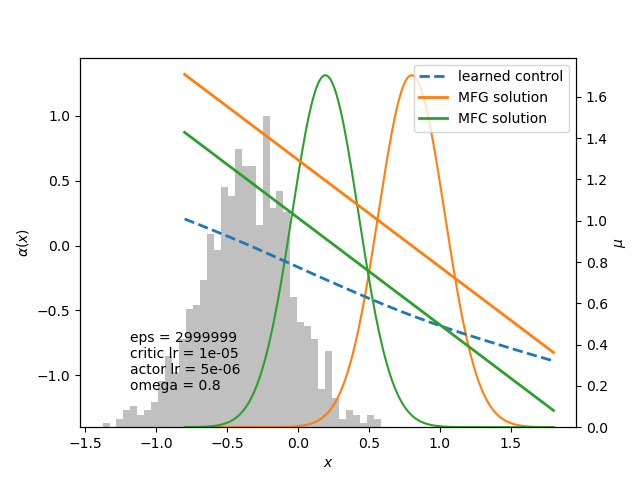 learned control
MFG solution
MFC solution
1.0
0.5
0.0
−0.5
−1.0
α(x)
1.6
1.4
1.2
1.0
0.8
0.6
0.4
0.2
0.0
μ
eps = 2999999
critic lr = 1e-05
actor lr = 5e-06
omega = 0.8
−1.5 −1.0 −0.5 0.0 0.5 1.0 1.5
x